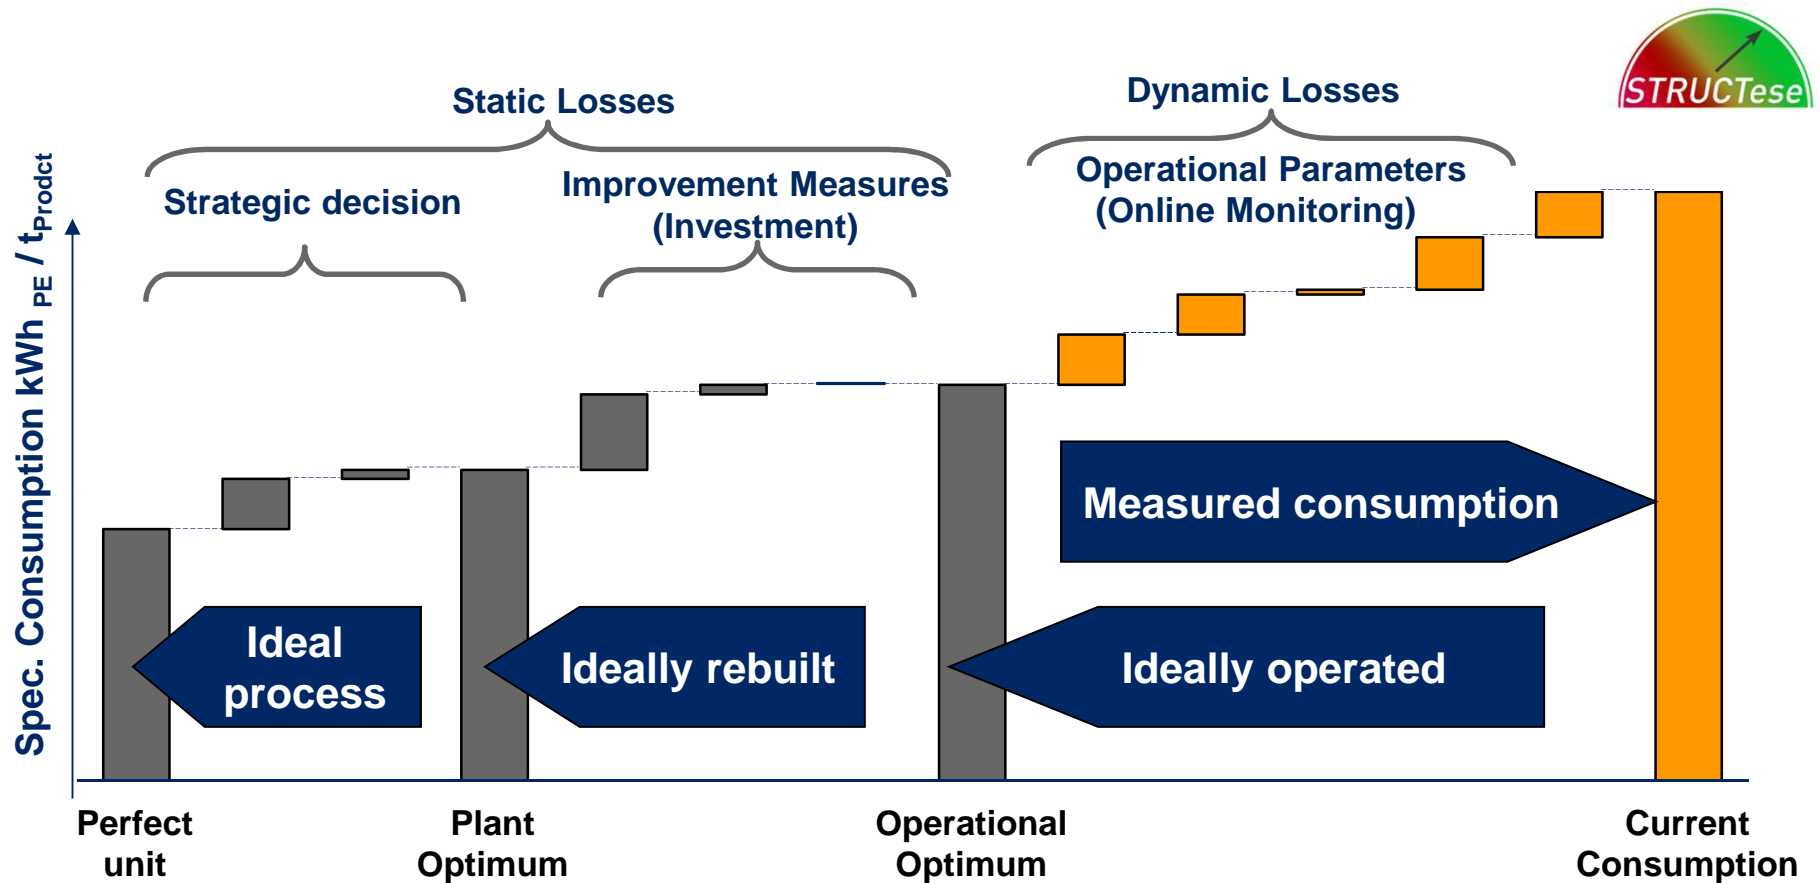 STRUCTese
Static Losses
Dynamic Losses
Strategic decision
Improvement Measures
(Investment)
Operational Parameters
(Online Monitoring)
Spec. Consumption kWh PE / tProdct
Measured consumption
Ideal
process
Ideally rebuilt
Ideally operated
Perfect
unit
Plant
Optimum
Operational
Optimum
Current
Consumption